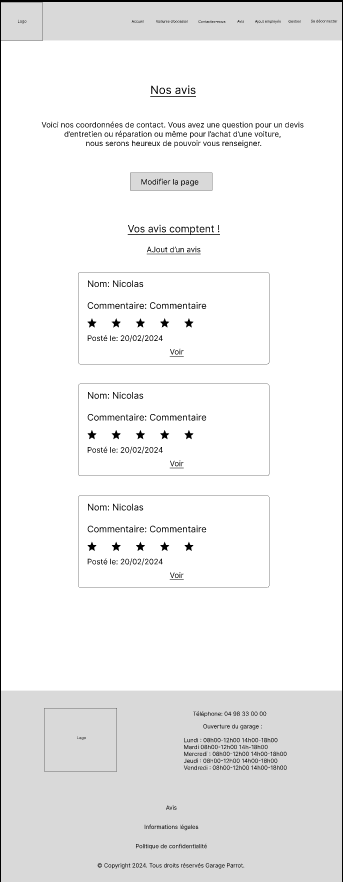 Logo
Accueil
Voitures d'occasion
Contactez-nous
Avis
Ajout employés
Gestion
Se déconnecter
Nos avis
Voici nos coordonnées de contact. Vous avez une question pour un devis
d'entretien ou réparation ou même pour l'achat d'une voiture,
nous serons heureux de pouvoir vous renseigner.
Modifier la page
Vos avis comptent !
AJout d'un avis
Nom: Nicolas
Commentaire: Commentaire
Posté le: 20/02/2024
Voir
Nom: Nicolas
Commentaire: Commentaire
Posté le: 20/02/2024
Voir
Nom: Nicolas
Commentaire: Commentaire
Posté le: 20/02/2024
Voir
Logo
Téléphone: 04 98 33 00 00
Ouverture du garage :
Lundi : 08h00-12h00 14h00-18h00
Mardi 08h00-12h00 14h-18h00
Mercredi : 08h00-12h00 14h00-18h00
Jeudi : 08h00-12h00 14h00-18h00
Vendredi : 08h00-12h00 14h00-18h00
Avis
Informations légales
Politique de confidentialité
© Copyright 2024. Tous droits réservés Garage Parrot.